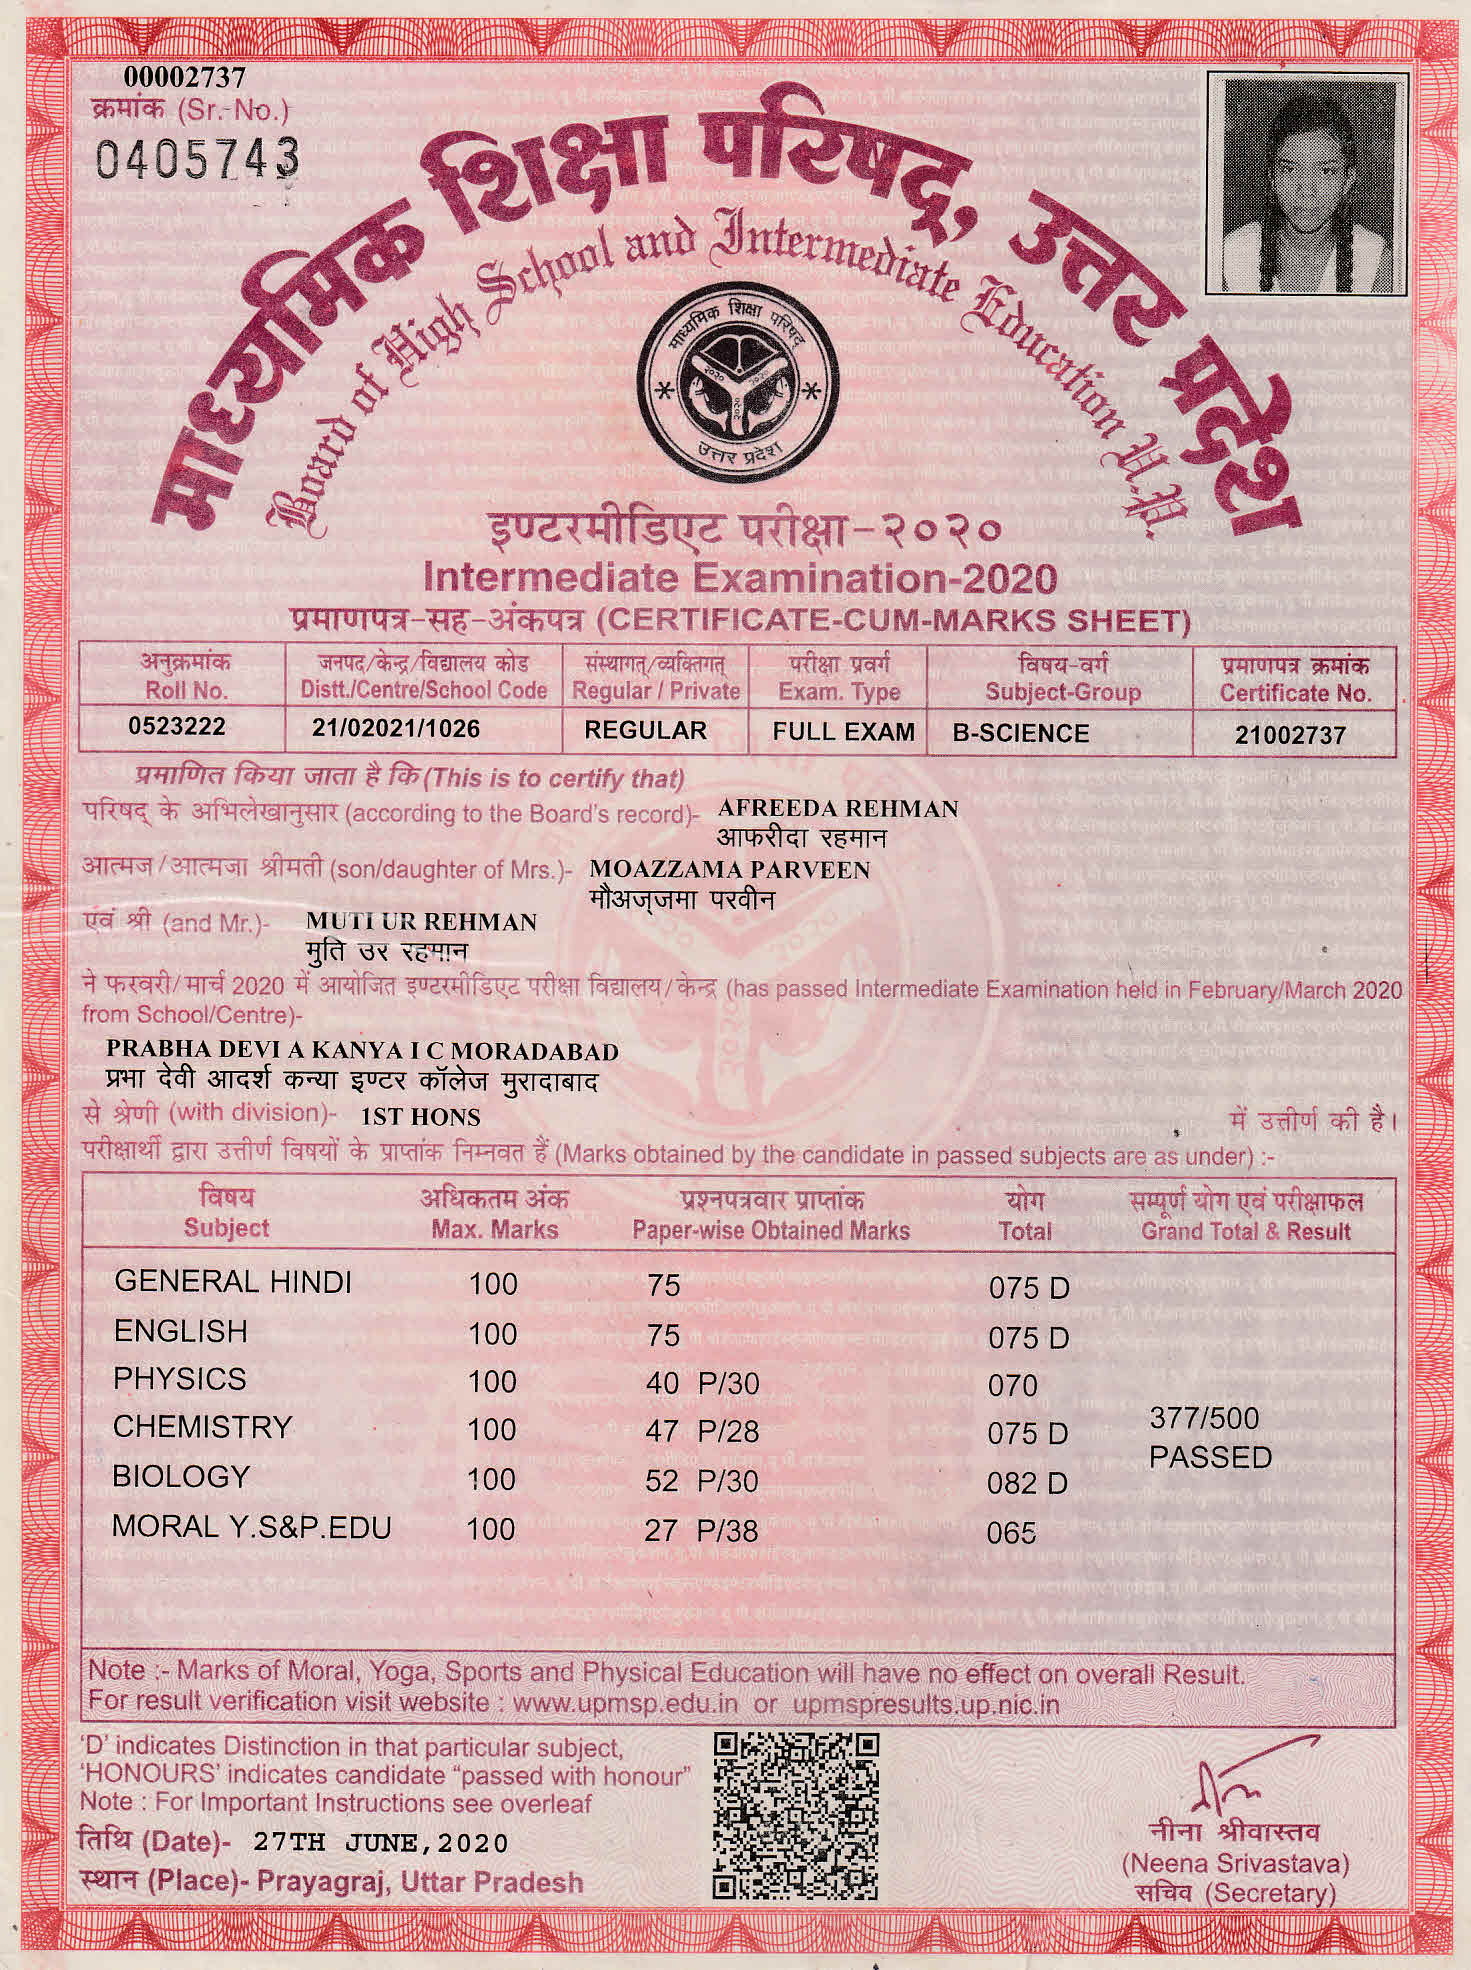 00002737
क्रमांक (Sr. No.)
0405743
माध्यमिक शिक्षा परिषद्, उत्तर प्रदेश
Board of High School and Intermediate Education U.P.
माध्यमिक शिक्षा परिषद्
२०२० २०२०
२०२०
उत्तर प्रदेश
इण्टरमीडिएट परीक्षा-२०२०
Intermediate Examination-2020
प्रमाणपत्र-सह-अंकपत्र (CERTIFICATE-CUM-MARKS SHEET)
अनुक्रमांक जनपद/केन्द्र/विद्यालय कोड संस्थागत/व्यक्तिगत परीक्षा प्रवर्ग विषय-वर्ग प्रमाणपत्र क्रमांक
Roll No. Distt./Centre/School Code Regular / Private Exam. Type Subject-Group Certificate No.
0523222 21/02021/1026 REGULAR FULL EXAM B-SCIENCE 21002737
प्रमाणित किया जाता है कि (This is to certify that)
परिषद् के अभिलेखानुसार (according to the Board's record)- AFREEDA REHMAN
आफरीदा रहमान
आत्मज/आत्मजा श्रीमती (son/daughter of Mrs.)- MOAZZAMA PARVEEN
मौअज्जमा परवीन
एवं श्री (and Mr.)- MUTI UR REHMAN
मुति उर रहमान
ने फरवरी/मार्च 2020 में आयोजित इण्टरमीडिएट परीक्षा विद्यालय/केन्द्र (has passed Intermediate Examination held in February/March 2020
from School/Centre)-
PRABHA DEVI A KANYA I C MORADABAD
प्रभा देवी आदर्श कन्या इण्टर कॉलेज मुरादाबाद
से श्रेणी (with division)- 1ST HONS में उत्तीर्ण की है।
परीक्षार्थी द्वारा उत्तीर्ण विषयों के प्राप्तांक निम्नवत हैं (Marks obtained by the candidate in passed subjects are as under) :-
विषय अधिकतम अंक प्रश्नपत्रवार प्राप्तांक योग सम्पूर्ण योग एवं परीक्षाफल
Subject Max. Marks Paper-wise Obtained Marks Total Grand Total & Result
GENERAL HINDI 100 75 075 D
ENGLISH 100 75 075 D
PHYSICS 100 40 P/30 070
CHEMISTRY 100 47 P/28 075 D 377/500
PASSED
BIOLOGY 100 52 P/30 082 D
MORAL Y.S&P.EDU 100 27 P/38 065
Note :- Marks of Moral, Yoga, Sports and Physical Education will have no effect on overall Result.
For result verification visit website : www.upmsp.edu.in or upmspresults.up.nic.in
'D' indicates Distinction in that particular subject,
'HONOURS' indicates candidate "passed with honour"
Note : For Important Instructions see overleaf
तिथि (Date)- 27TH JUNE,2020
स्थान (Place)- Prayagraj, Uttar Pradesh
नीना श्रीवास्तव
(Neena Srivastava)
सचिव (Secretary)